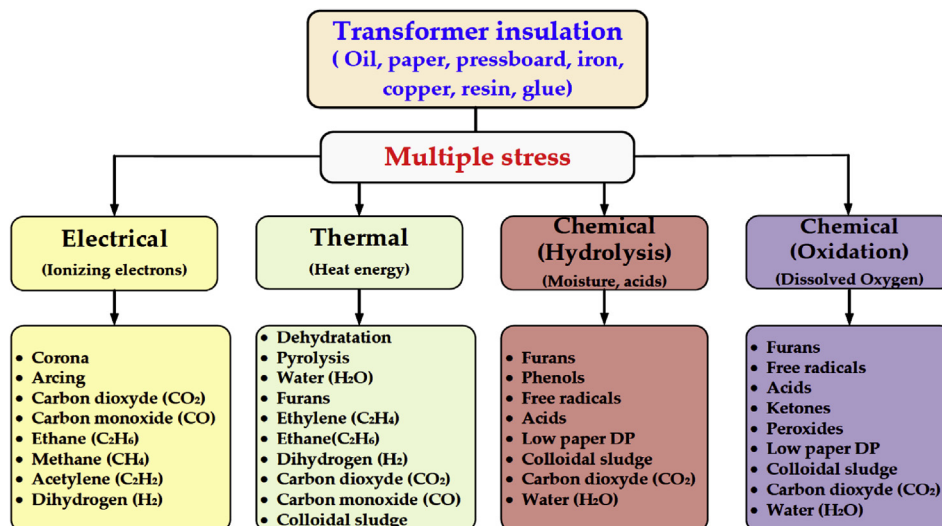 Transformer insulation
( Oil, paper, pressboard, iron,
copper, resin, glue)
Multiple stress
Electrical
(Ionizing electrons)
Thermal
(Heat energy)
Chemical
(Hydrolysis)
(Moisture, acids)
Chemical
(Oxidation)
(Dissolved Oxygen)
• Corona
• Arcing
• Carbon dioxyde (CO₂)
• Carbon monoxide (CO)
• Ethane (C₂H₆)
• Methane (CH₄)
• Acetylene (C₂H₂)
• Dihydrogen (H₂)
• Dehydratation
• Pyrolysis
• Water (H₂O)
• Furans
• Ethylene (C₂H₄)
• Ethane(C₂H₆)
• Dihydrogen (H₂)
• Carbon dioxyde (CO₂)
• Carbon monoxide (CO)
• Colloidal sludge
• Furans
• Phenols
• Free radicals
• Acids
• Low paper DP
• Colloidal sludge
• Carbon dioxyde (CO₂)
• Water (H₂O)
• Furans
• Free radicals
• Acids
• Ketones
• Peroxides
• Low paper DP
• Colloidal sludge
• Carbon dioxyde (CO₂)
• Water (H₂O)